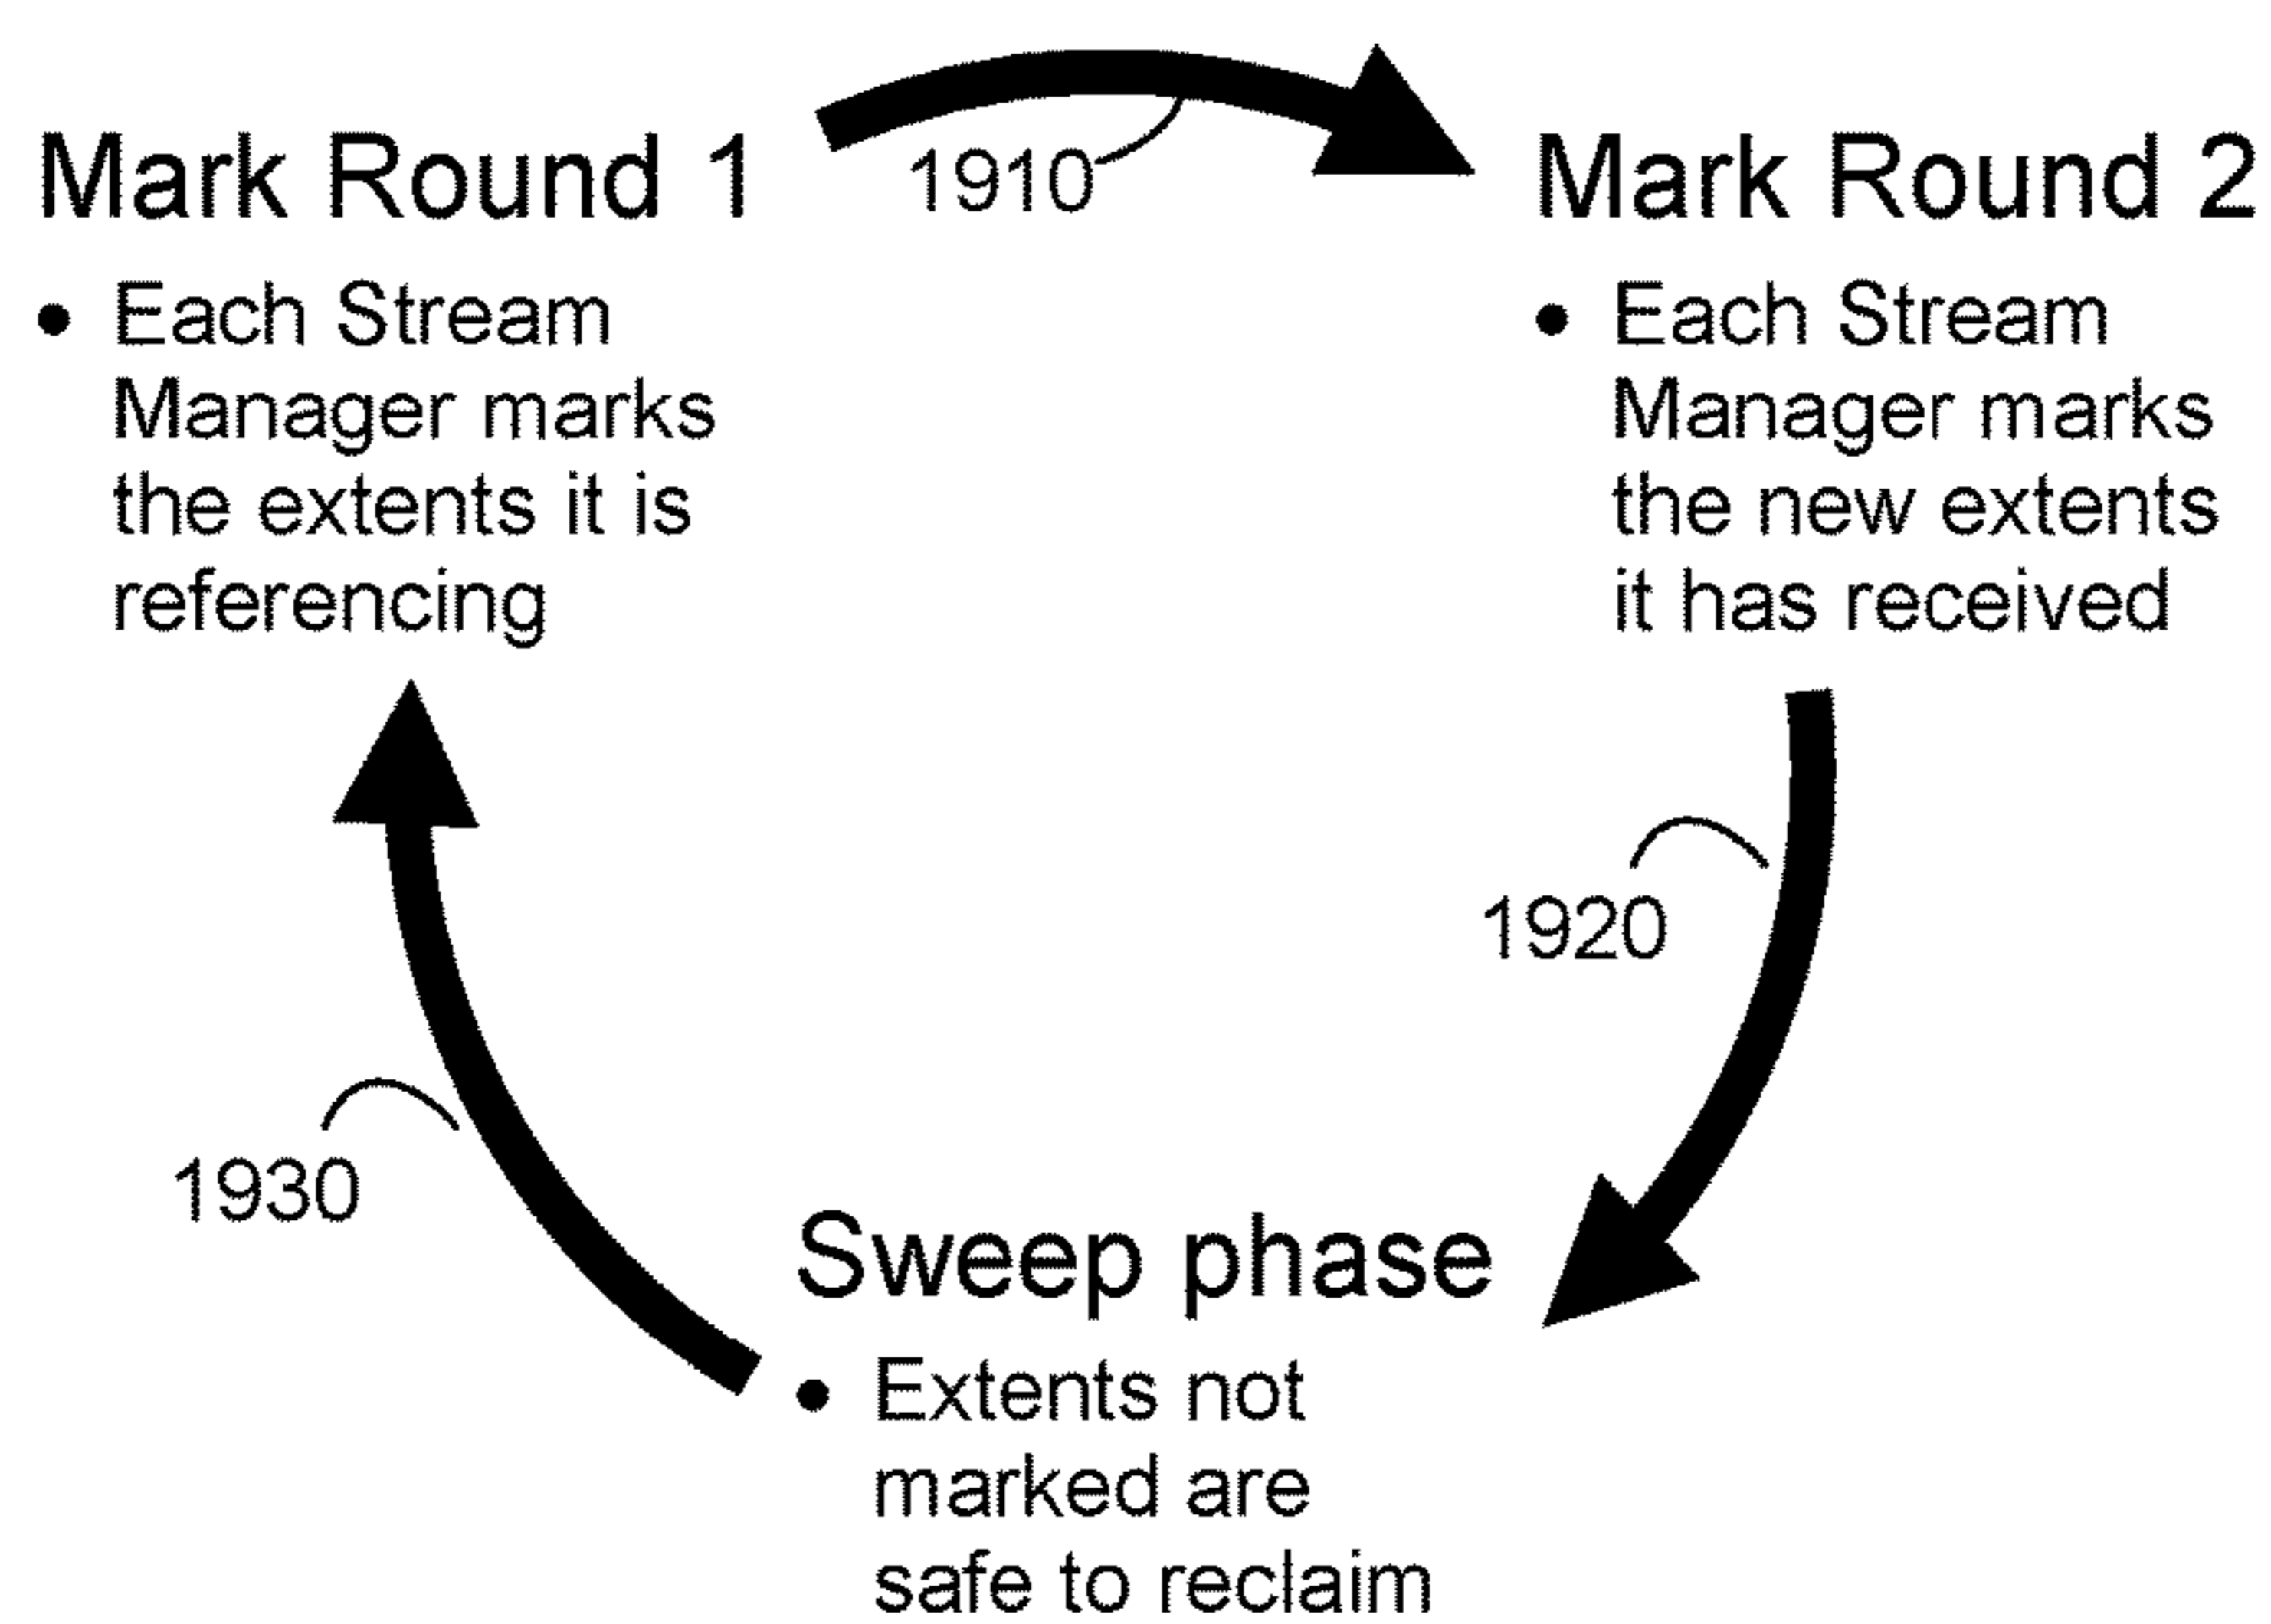 Mark Round 1
• Each Stream
Manager marks
the extents it is
referencing
1910
Mark Round 2
• Each Stream
Manager marks
the new extents
it has received
1920
Sweep phase
• Extents not
marked are
safe to reclaim
1930